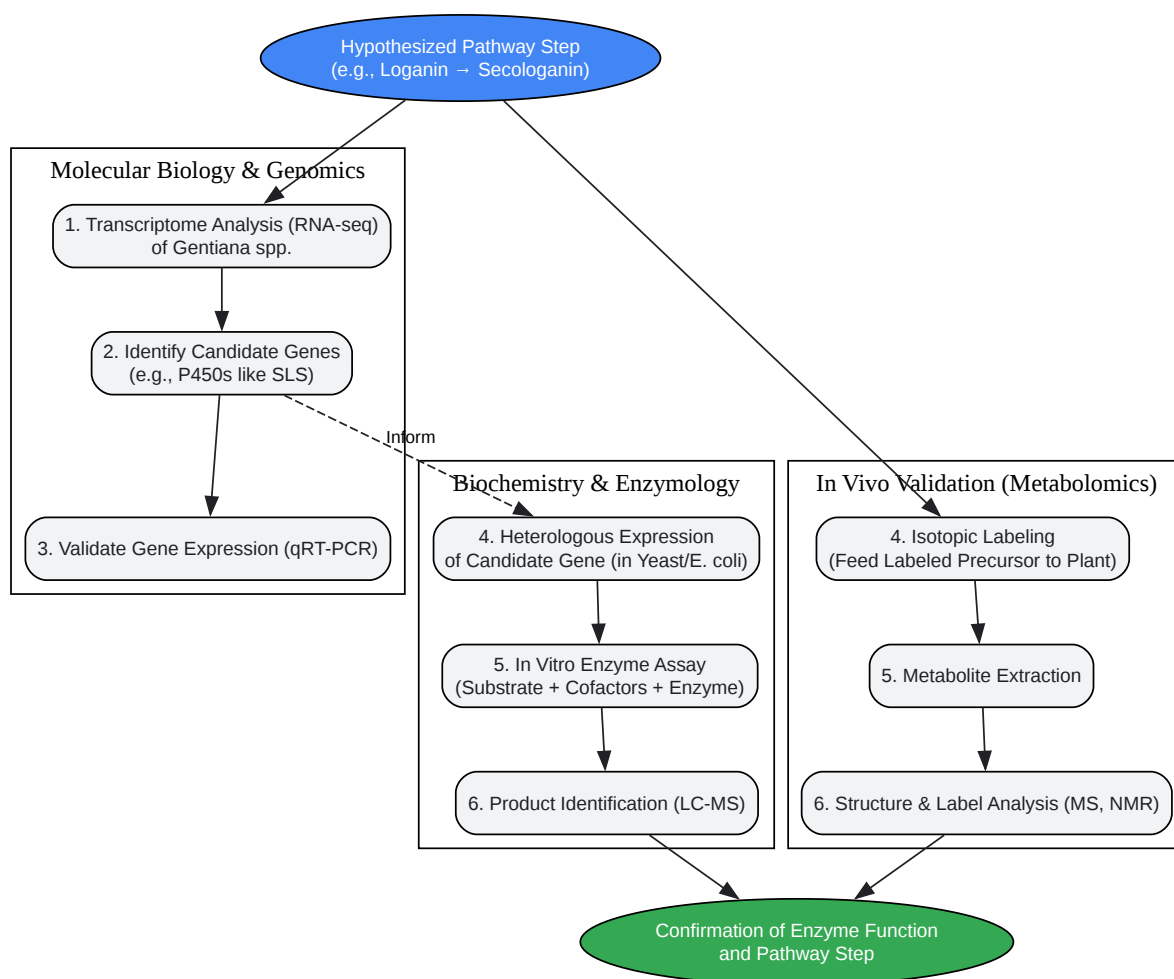 Hypothesized Pathway Step
(e.g., Loganin → Secologanin)
Molecular Biology & Genomics
1. Transcriptome Analysis (RNA-seq)
of Gentiana spp.
2. Identify Candidate Genes
(e.g., P450s like SLS)
Inform
3. Validate Gene Expression (qRT-PCR)
Biochemistry & Enzymology
4. Heterologous Expression
of Candidate Gene (in Yeast/E. coli)
5. In Vitro Enzyme Assay
(Substrate + Cofactors + Enzyme)
6. Product Identification (LC-MS)
In Vivo Validation (Metabolomics)
4. Isotopic Labeling
(Feed Labeled Precursor to Plant)
5. Metabolite Extraction
6. Structure & Label Analysis (MS, NMR)
Confirmation of Enzyme Function
and Pathway Step